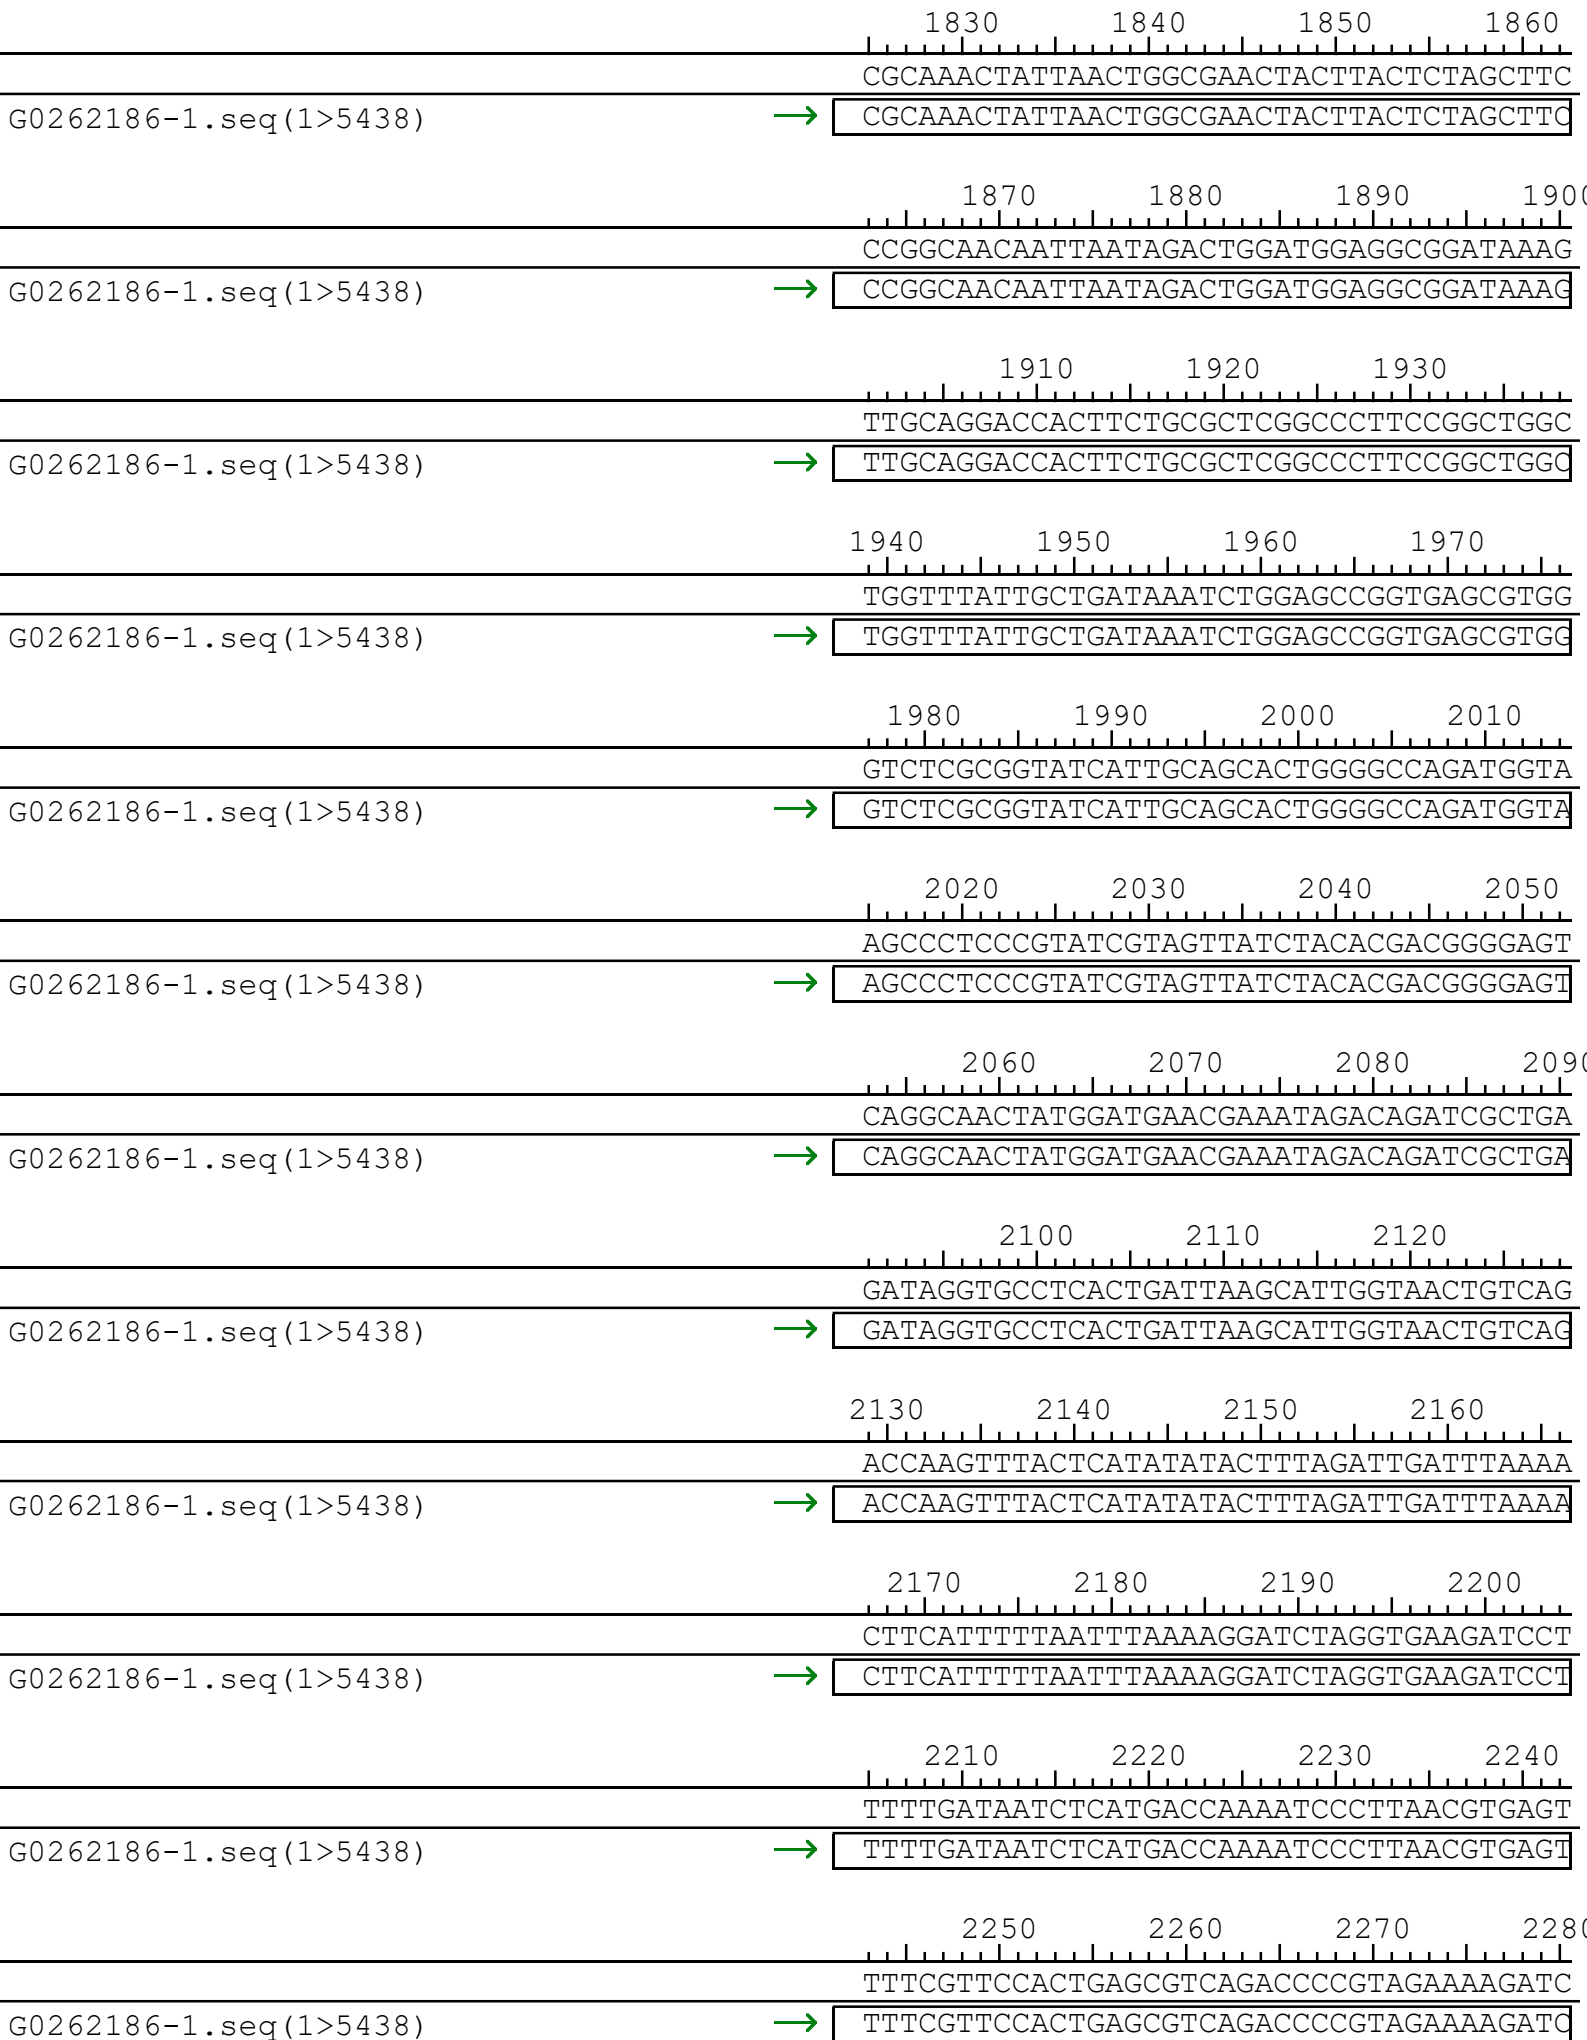 1830 1840 1850 1860
CGCAAACTATTAACTGGCGAACTACTTACTCTAGCTTC
G0262186-1.seq(1>5438) → CGCAAACTATTAACTGGCGAACTACTTACTCTAGCTTC
1870 1880 1890 1900
CCGGCAACAATTAATAGACTGGATGGAGGCGGATAAAG
G0262186-1.seq(1>5438) → CCGGCAACAATTAATAGACTGGATGGAGGCGGATAAAG
1910 1920 1930
TTGCAGGACCACTTCTGCGCTCGGCCCTTCCGGCTGGC
G0262186-1.seq(1>5438) → TTGCAGGACCACTTCTGCGCTCGGCCCTTCCGGCTGGC
1940 1950 1960 1970
TGGTTTATTGCTGATAAATCTGGAGCCGGTGAGCGTGG
G0262186-1.seq(1>5438) → TGGTTTATTGCTGATAAATCTGGAGCCGGTGAGCGTGG
1980 1990 2000 2010
GTCTCGCGGTATCATTGCAGCACTGGGGCCAGATGGTA
G0262186-1.seq(1>5438) → GTCTCGCGGTATCATTGCAGCACTGGGGCCAGATGGTA
2020 2030 2040 2050
AGCCCTCCCGTATCGTAGTTATCTACACGACGGGGAGT
G0262186-1.seq(1>5438) → AGCCCTCCCGTATCGTAGTTATCTACACGACGGGGAGT
2060 2070 2080 2090
CAGGCAACTATGGATGAACGAAATAGACAGATCGCTGA
G0262186-1.seq(1>5438) → CAGGCAACTATGGATGAACGAAATAGACAGATCGCTGA
2100 2110 2120
GATAGGTGCCTCACTGATTAAGCATTGGTAACTGTCAG
G0262186-1.seq(1>5438) → GATAGGTGCCTCACTGATTAAGCATTGGTAACTGTCAG
2130 2140 2150 2160
ACCAAGTTTACTCATATATACTTTAGATTGATTTAAAA
G0262186-1.seq(1>5438) → ACCAAGTTTACTCATATATACTTTAGATTGATTTAAAA
2170 2180 2190 2200
CTTCATTTTTAATTTAAAAGGATCTAGGTGAAGATCCT
G0262186-1.seq(1>5438) → CTTCATTTTTAATTTAAAAGGATCTAGGTGAAGATCCT
2210 2220 2230 2240
TTTTGATAATCTCATGACCAAAATCCCTTAACGTGAGT
G0262186-1.seq(1>5438) → TTTTGATAATCTCATGACCAAAATCCCTTAACGTGAGT
2250 2260 2270 2280
TTTCGTTCCACTGAGCGTCAGACCCCGTAGAAAAGATC
G0262186-1.seq(1>5438) → TTTCGTTCCACTGAGCGTCAGACCCCGTAGAAAAGATC